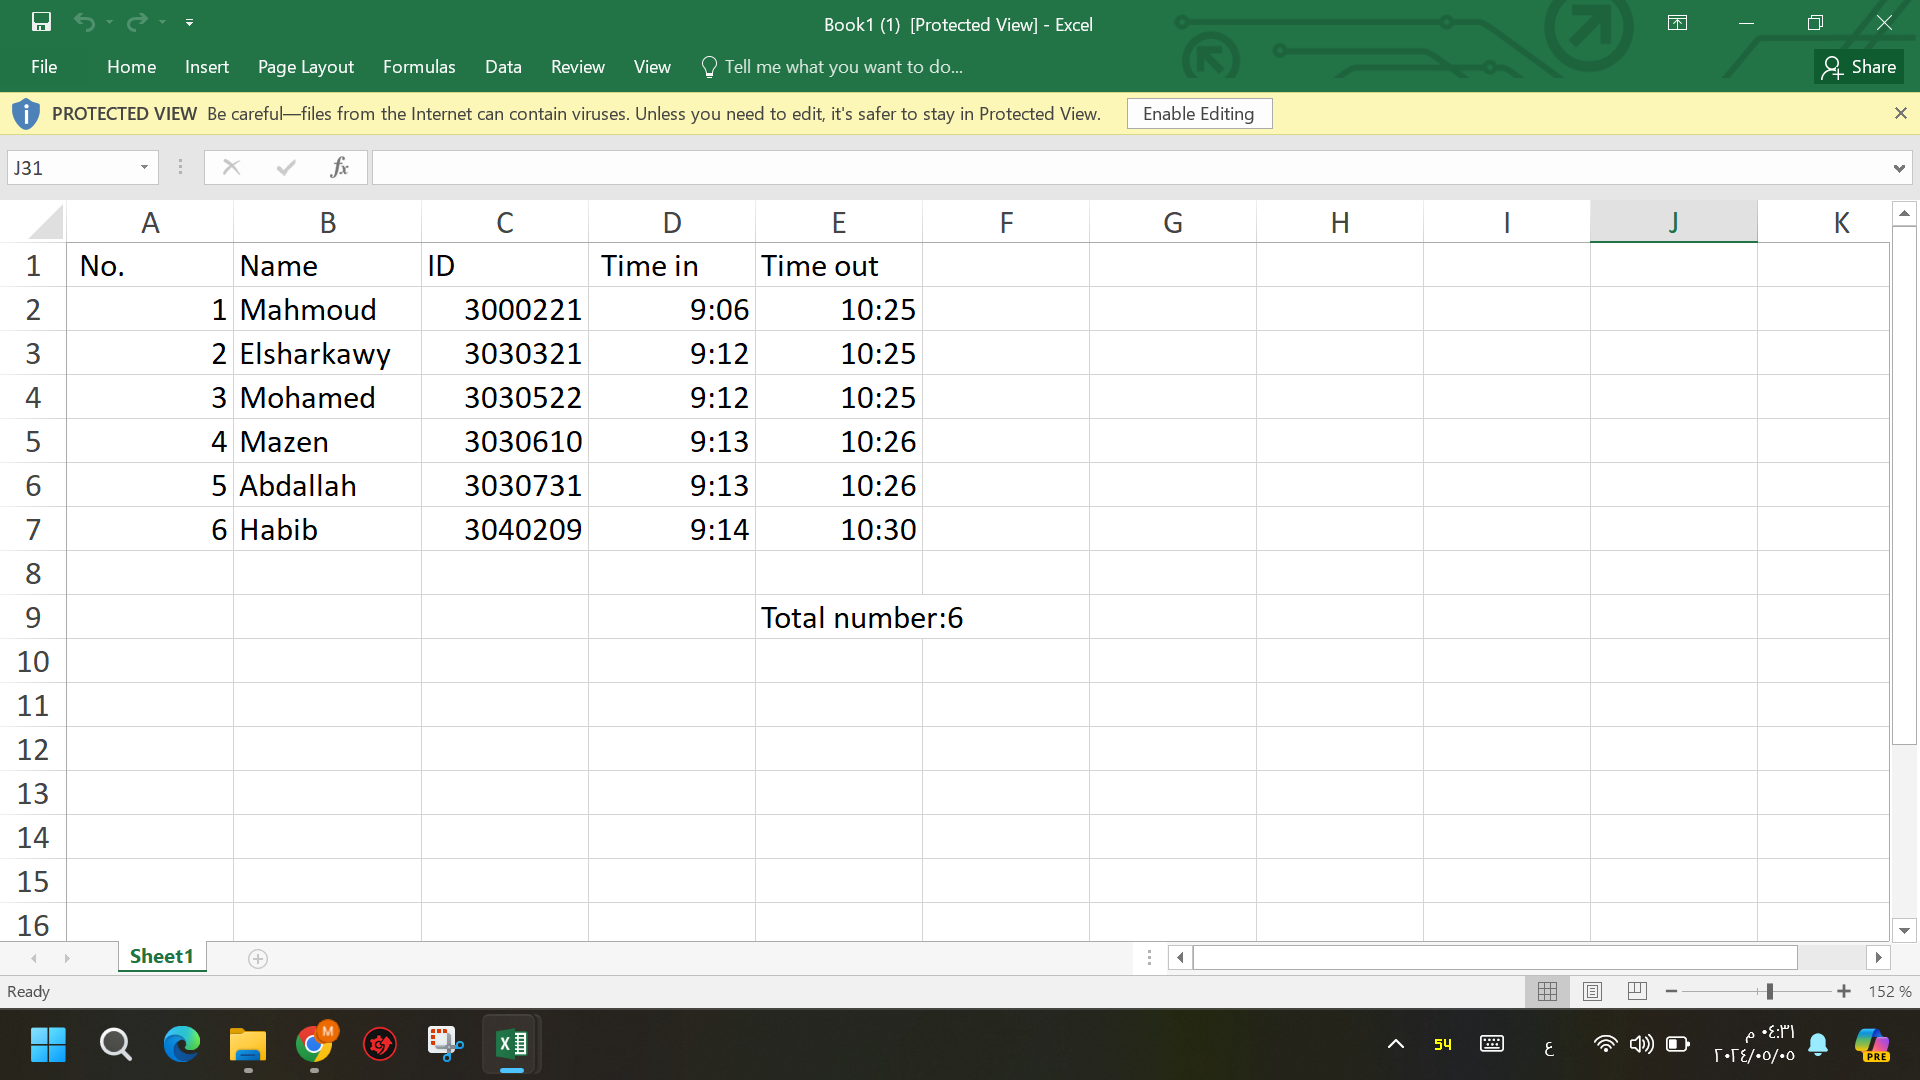 Book1 (1) [Protected View] - Excel
File Home Insert Page Layout Formulas Data Review View Tell me what you want to do... Share
PROTECTED VIEW Be careful—files from the Internet can contain viruses. Unless you need to edit, it's safer to stay in Protected View. Enable Editing
J31 fx
A B C D E F G H I J K
1 No. Name ID Time in Time out
2 1 Mahmoud 3000221 9:06 10:25
3 2 Elsharkawy 3030321 9:12 10:25
4 3 Mohamed 3030522 9:12 10:25
5 4 Mazen 3030610 9:13 10:26
6 5 Abdallah 3030731 9:13 10:26
7 6 Habib 3040209 9:14 10:30
8
9 Total number:6
10
11
12
13
14
15
16
Sheet1
Ready 152 %
M 54 ع ٠٤:٣١ م
٢٠٢٤/٠٥/٠٥
PRE